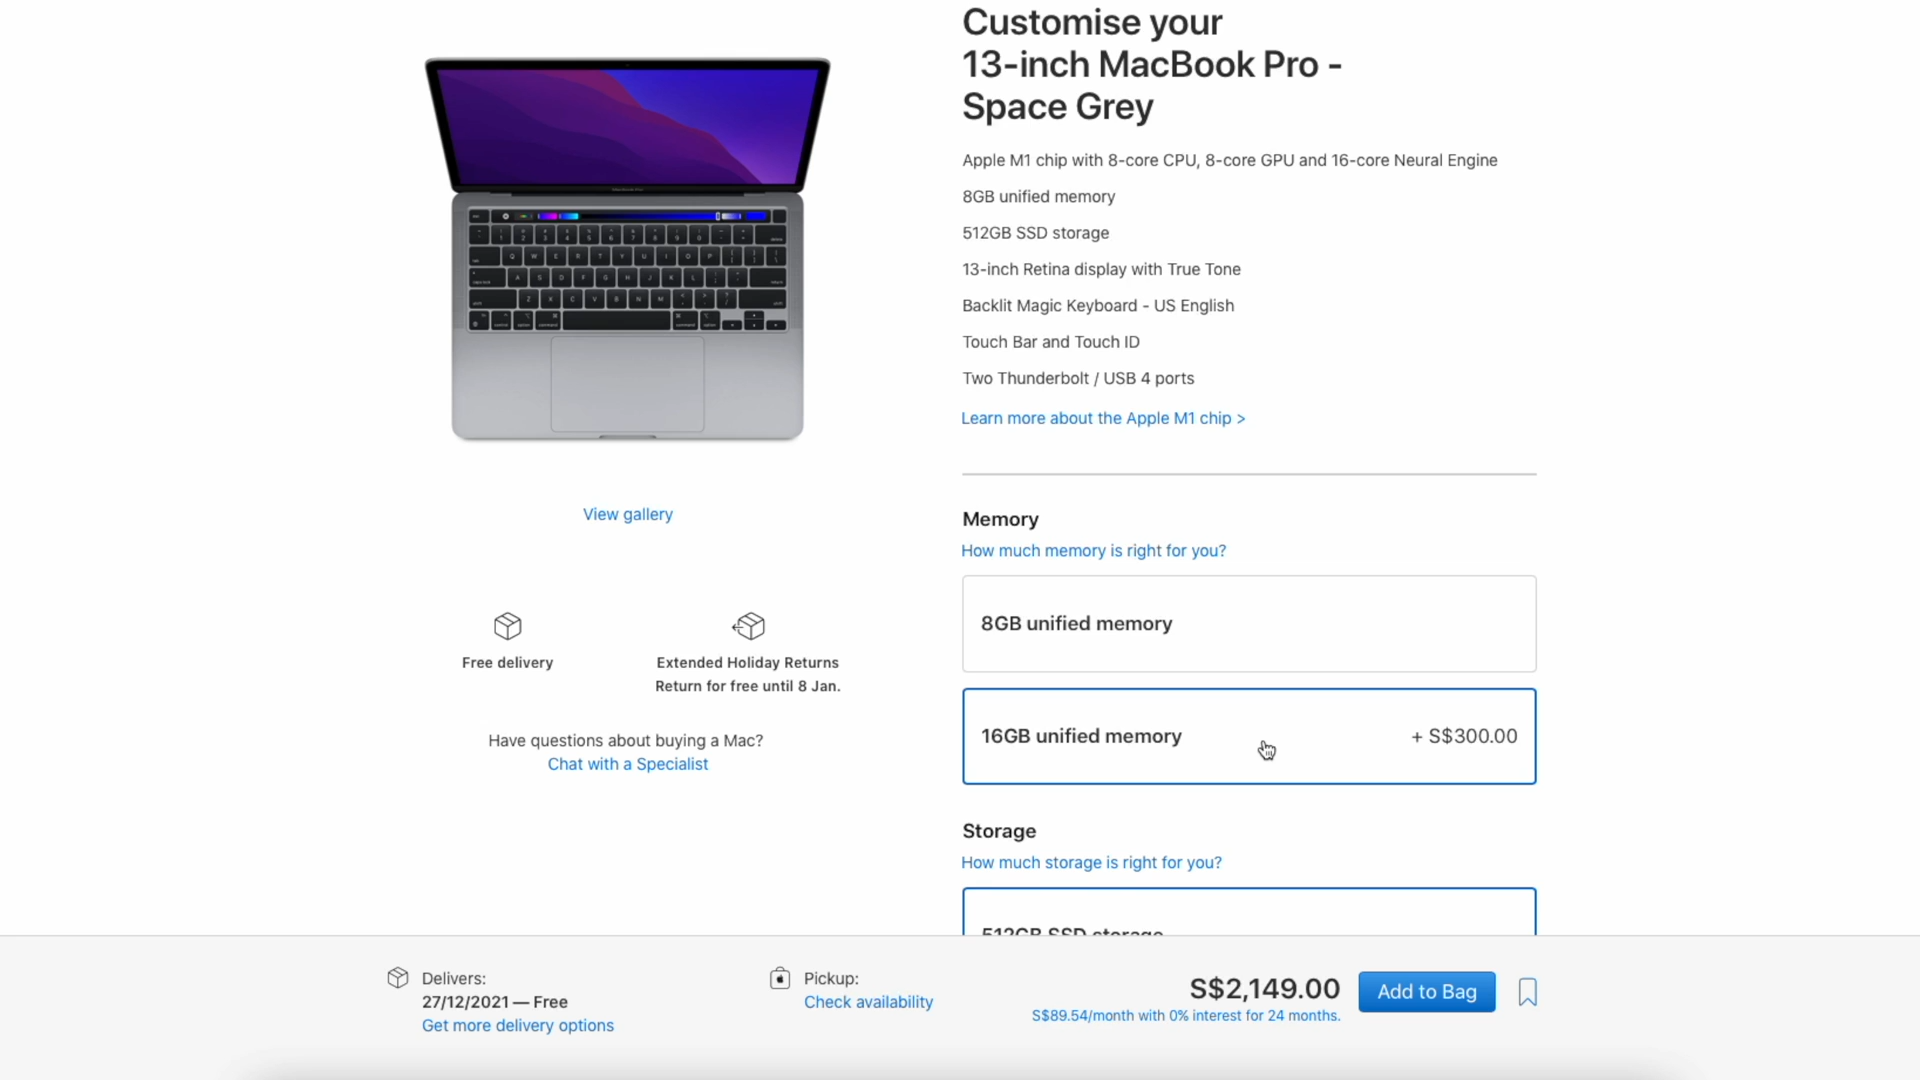 Customise your
13-inch MacBook Pro -
Space Grey
Apple M1 chip with 8-core CPU, 8-core GPU and 16-core Neural Engine
8GB unified memory
512GB SSD storage
13-inch Retina display with True Tone
Backlit Magic Keyboard - US English
Touch Bar and Touch ID
Two Thunderbolt / USB 4 ports
Learn more about the Apple M1 chip >
View gallery
Free delivery
Extended Holiday Returns
Return for free until 8 Jan.
Have questions about buying a Mac?
Chat with a Specialist
Memory
How much memory is right for you?
8GB unified memory
16GB unified memory + S$300.00
Storage
How much storage is right for you?
512GB SSD storage
Delivers:
27/12/2021 — Free
Get more delivery options
Pickup:
Check availability
S$2,149.00
S$89.54/month with 0% interest for 24 months.
Add to Bag